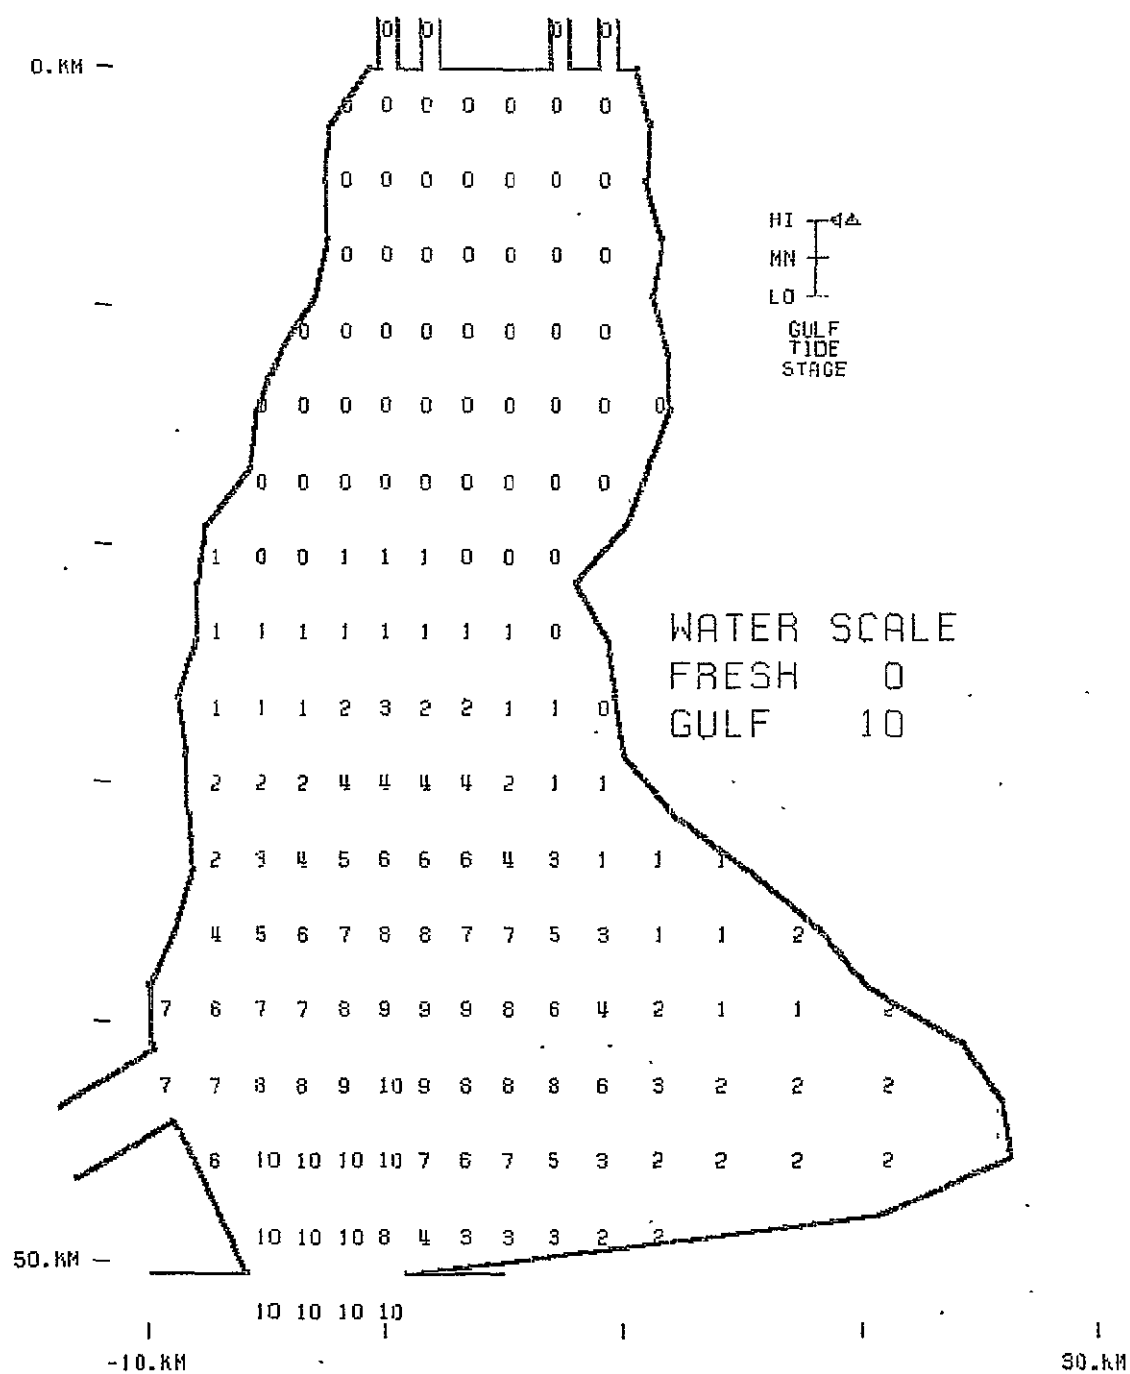 0 0 0 0
0.KM
0 0 0 0 0 0 0
0 0 0 0 0 0 0
HI
0 0 0 0 0 0 0
MN
LO
0 0 0 0 0 0 0 0
GULF
TIDE
STAGE
0 0 0 0 0 0 0 0 0 0
0 0 0 0 0 0 0 0 0
1 0 0 1 1 1 0 0 0
1 1 1 1 1 1 1 1 0
WATER SCALE
FRESH 0
GULF 10
1 1 1 2 3 2 2 1 1 0
2 2 2 4 4 4 4 2 1 1
2 3 4 5 6 6 6 4 3 1 1 1
4 5 6 7 8 8 7 7 5 3 1 1 2
7 6 7 7 8 9 9 9 8 6 4 2 1 1 2
7 7 8 8 9 10 9 8 8 8 6 3 2 2 2
6 10 10 10 10 7 6 7 5 3 2 2 2 2
10 10 10 8 4 3 3 3 2 2
50.KM
10 10 10 10
-10.KM
30.KM